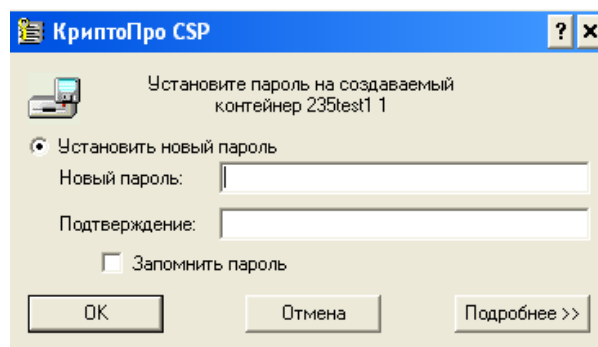 КриптоПро CSP
Установите пароль на создаваемый
контейнер 235test1 1
Установить новый пароль
Новый пароль:
Подтверждение:
Запомнить пароль
OK Отмена Подробнее >>